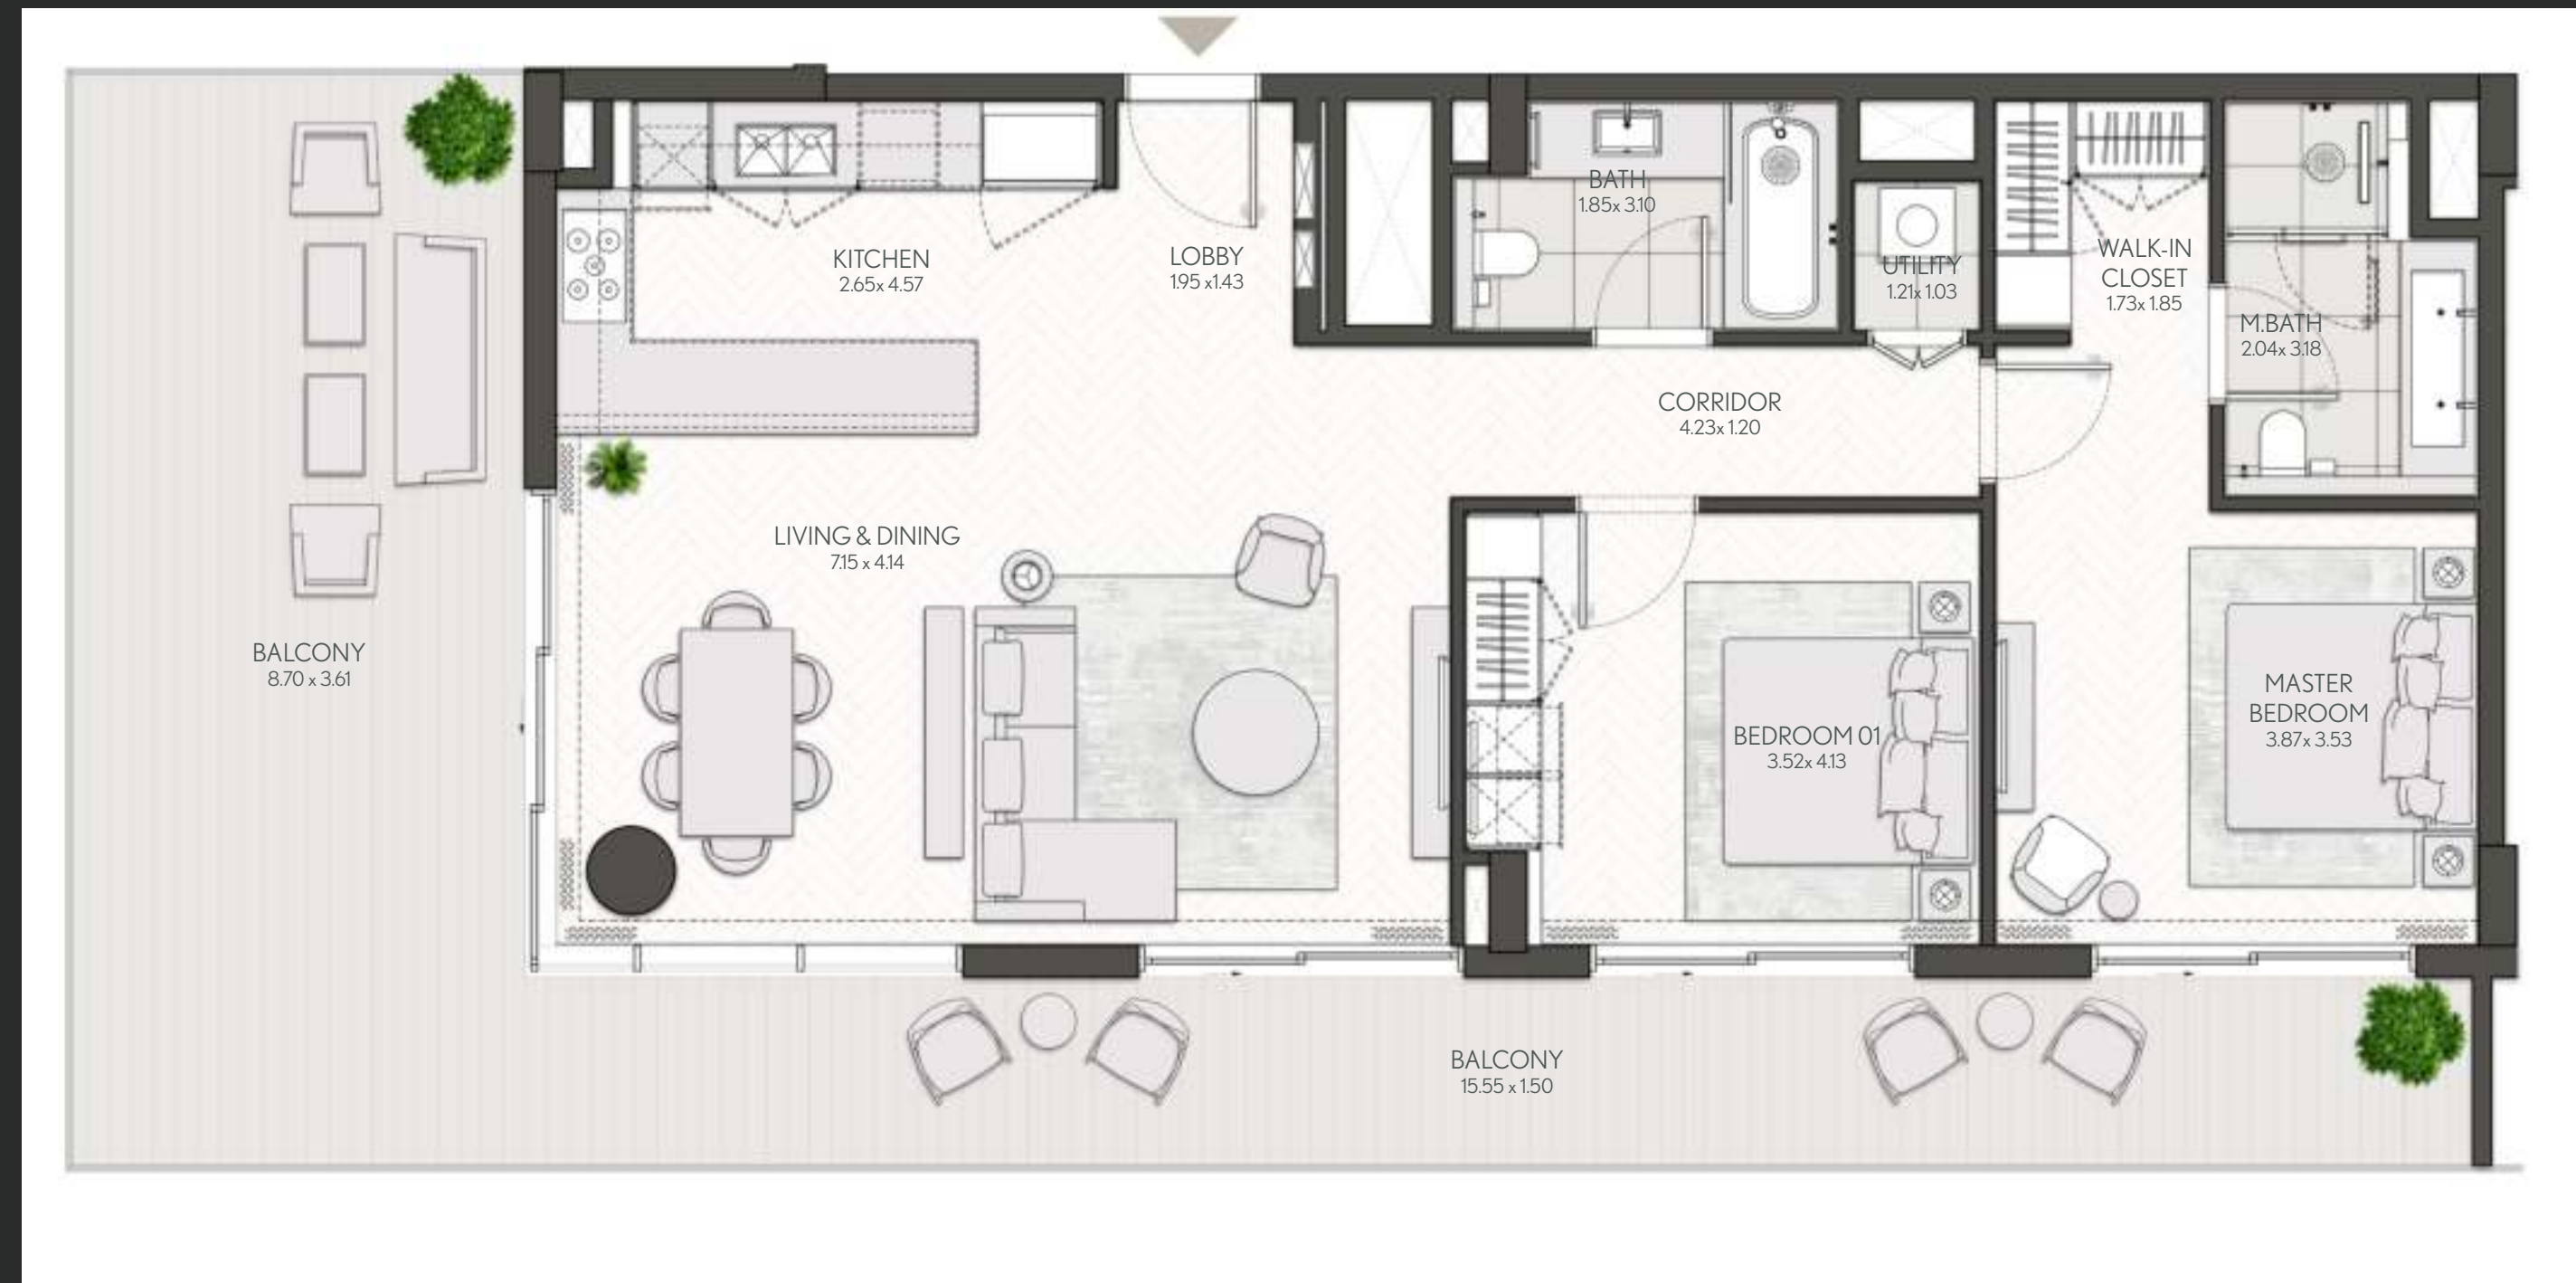 KITCHEN
2.65x 4.57
LOBBY
1.95 x1.43
BATH
1.85x 3.10
UTILITY
1.21x 1.03
WALK-IN
CLOSET
1.73x 1.85
M.BATH
2.04x 3.18
CORRIDOR
4.23x 1.20
LIVING & DINING
7.15 x 4.14
BALCONY
8.70 x 3.61
BEDROOM 01
3.52x 4.13
MASTER
BEDROOM
3.87x 3.53
BALCONY
15.55 x 1.50